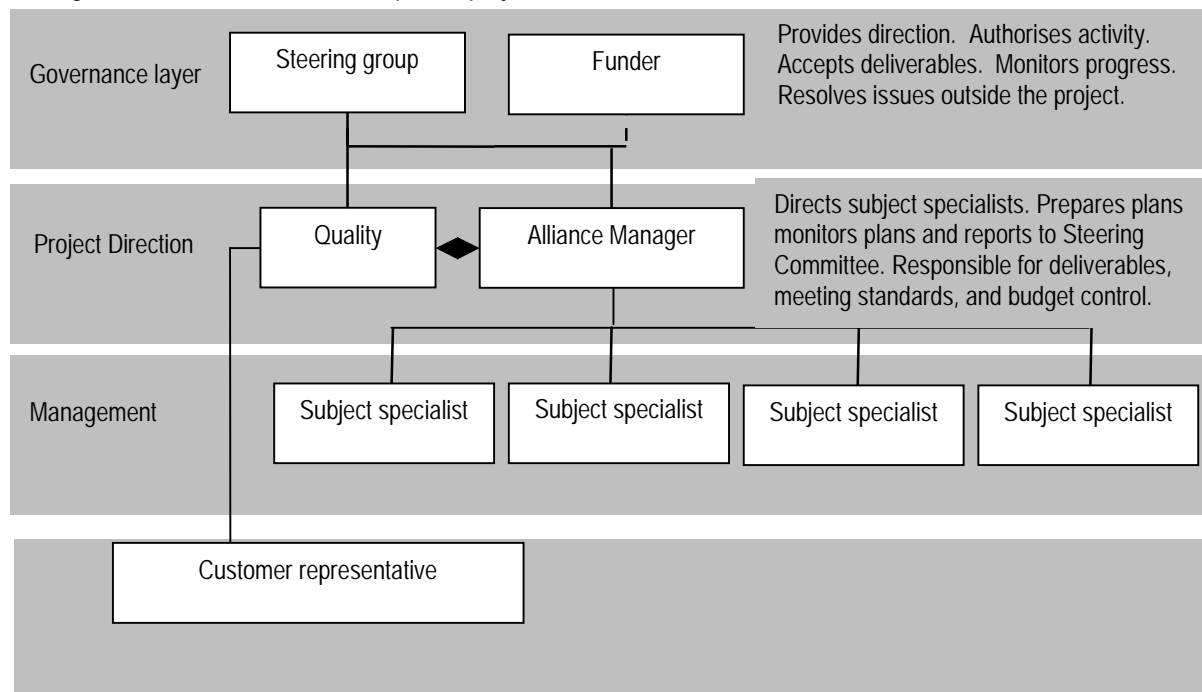 Governance layer
Steering group
Funder
Provides direction. Authorises activity.
Accepts deliverables. Monitors progress.
Resolves issues outside the project.
Project Direction
Quality
Alliance Manager
Directs subject specialists. Prepares plans
monitors plans and reports to Steering
Committee. Responsible for deliverables,
meeting standards, and budget control.
Management
Subject specialist
Subject specialist
Subject specialist
Subject specialist
Customer representative